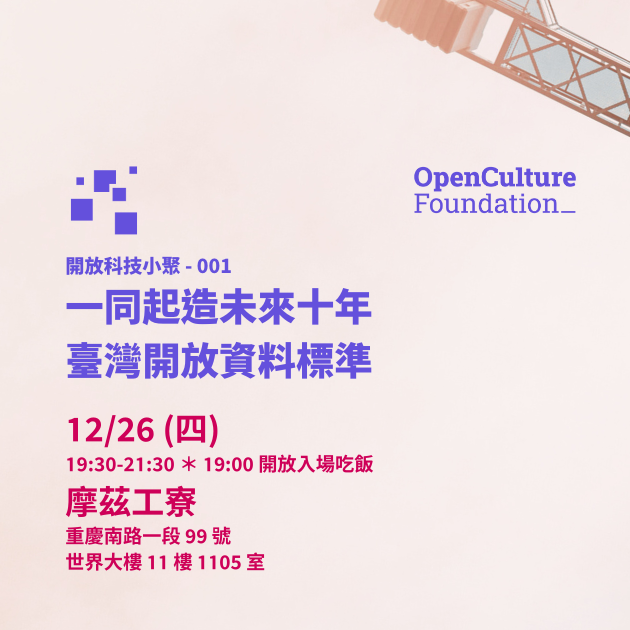 OpenCulture
Foundation_
開放科技小聚 - 001
一同起造未來十年
臺灣開放資料標準
12/26 (四)
19:30-21:30 ＊ 19:00 開放入場吃飯
摩茲工寮
重慶南路一段 99 號
世界大樓 11 樓 1105 室